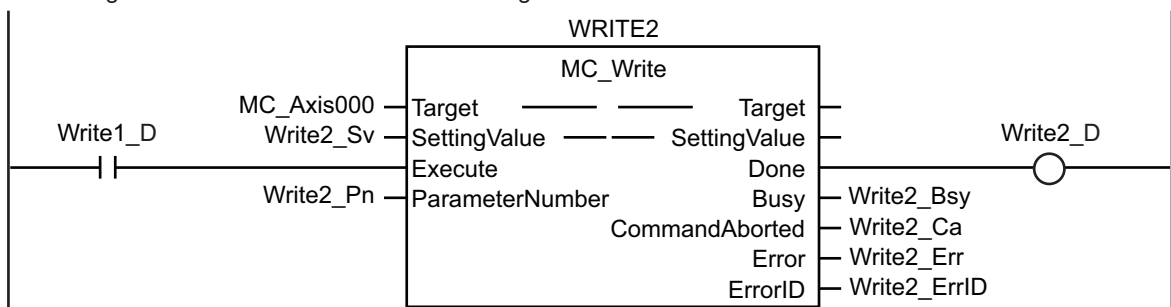 WRITE2
MC_Write
MC_Axis000 Target Target
Write1_D Write2_Sv SettingValue SettingValue Write2_D
Execute Done
Write2_Pn ParameterNumber Busy Write2_Bsy
CommandAborted Write2_Ca
Error Write2_Err
ErrorID Write2_ErrID